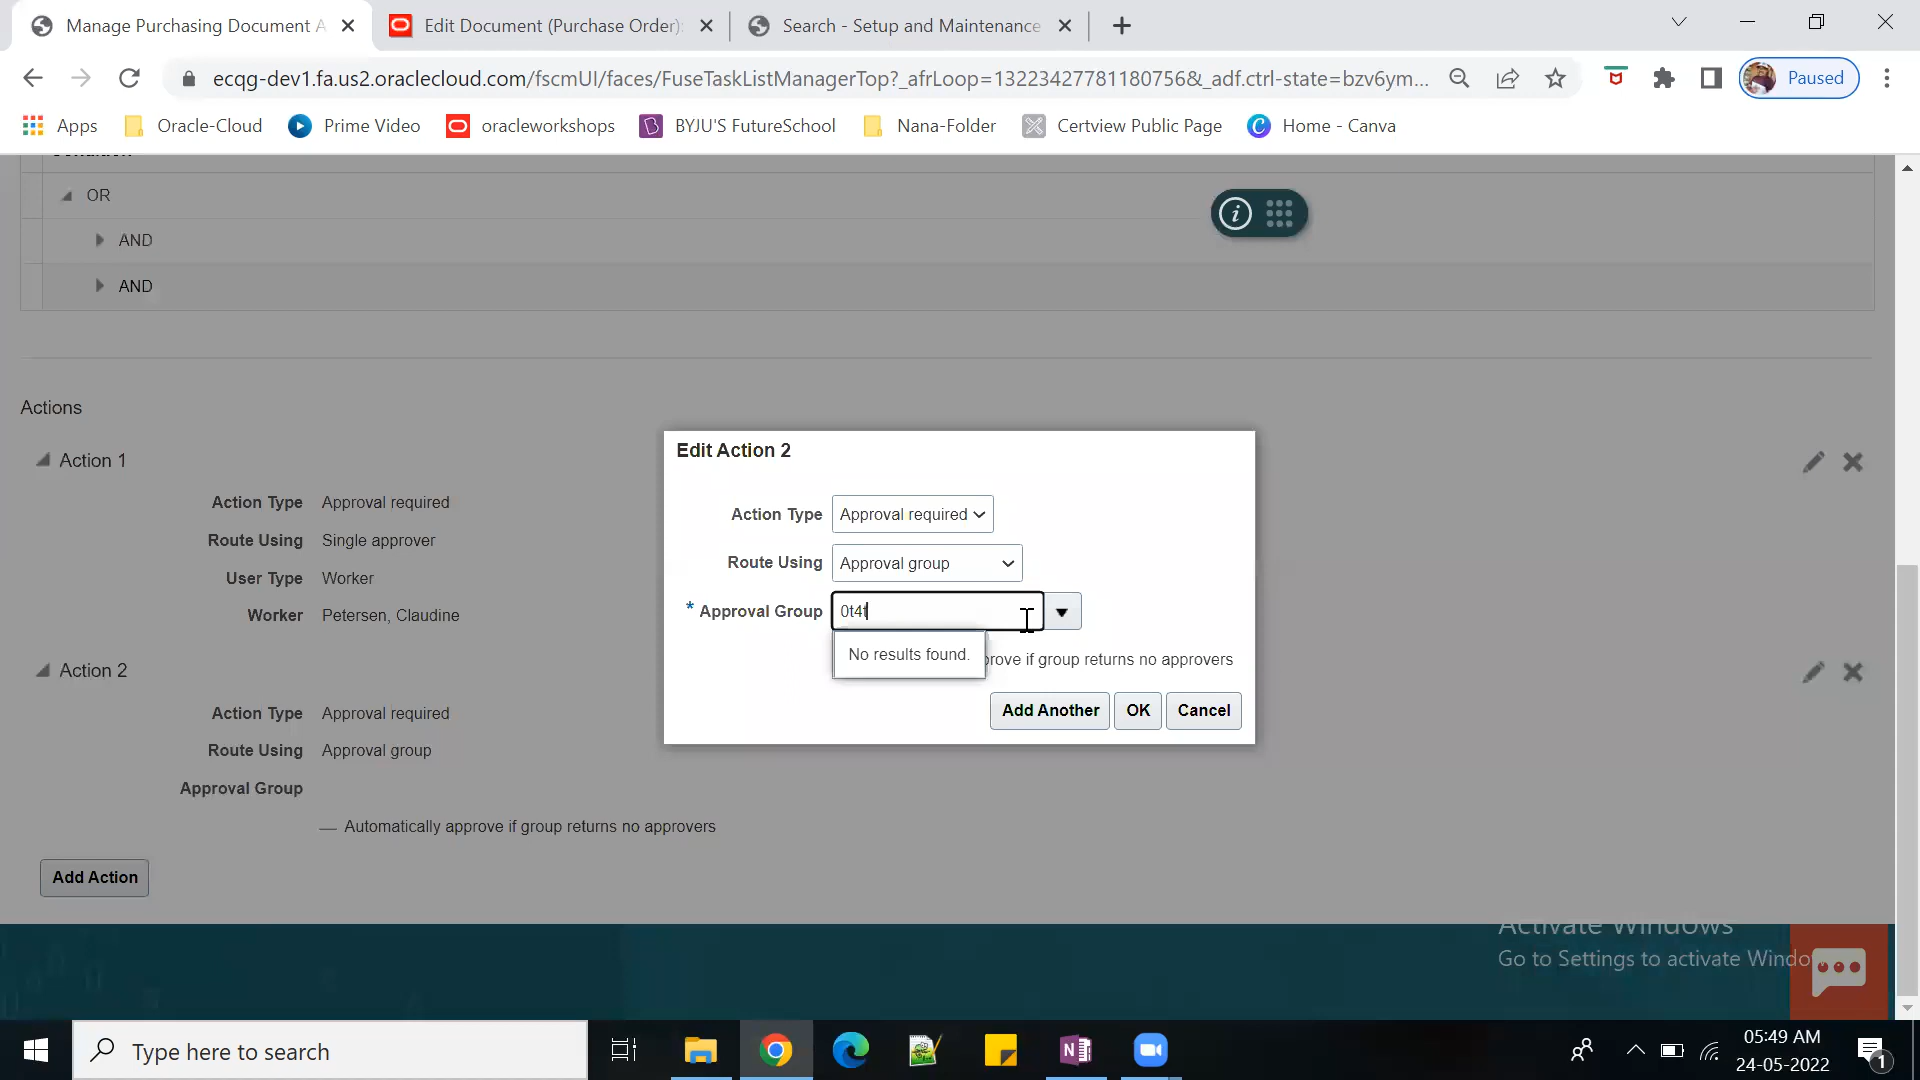 Manage Purchasing Document A
Edit Document (Purchase Order):
Search - Setup and Maintenance
ecqg-dev1.fa.us2.oraclecloud.com/fscmUI/faces/FuseTaskListManagerTop?_afrLoop=13223427781180756&_adf.ctrl-state=bzv6ym...
Paused
Apps
Oracle-Cloud
Prime Video
oracleworkshops
BYJU'S FutureSchool
Nana-Folder
Certview Public Page
Home - Canva
OR
AND
AND
Actions
Action 1
Action Type Approval required
Route Using Single approver
User Type Worker
Worker Petersen, Claudine
Action 2
Action Type Approval required
Route Using Approval group
Approval Group
Automatically approve if group returns no approvers
Add Action
Edit Action 2
Action Type Approval required
Route Using Approval group
* Approval Group 0t4t
No results found.
prove if group returns no approvers
Add Another OK Cancel
Activate Windows
Go to Settings to activate Windo
Type here to search
05:49 AM
24-05-2022
1